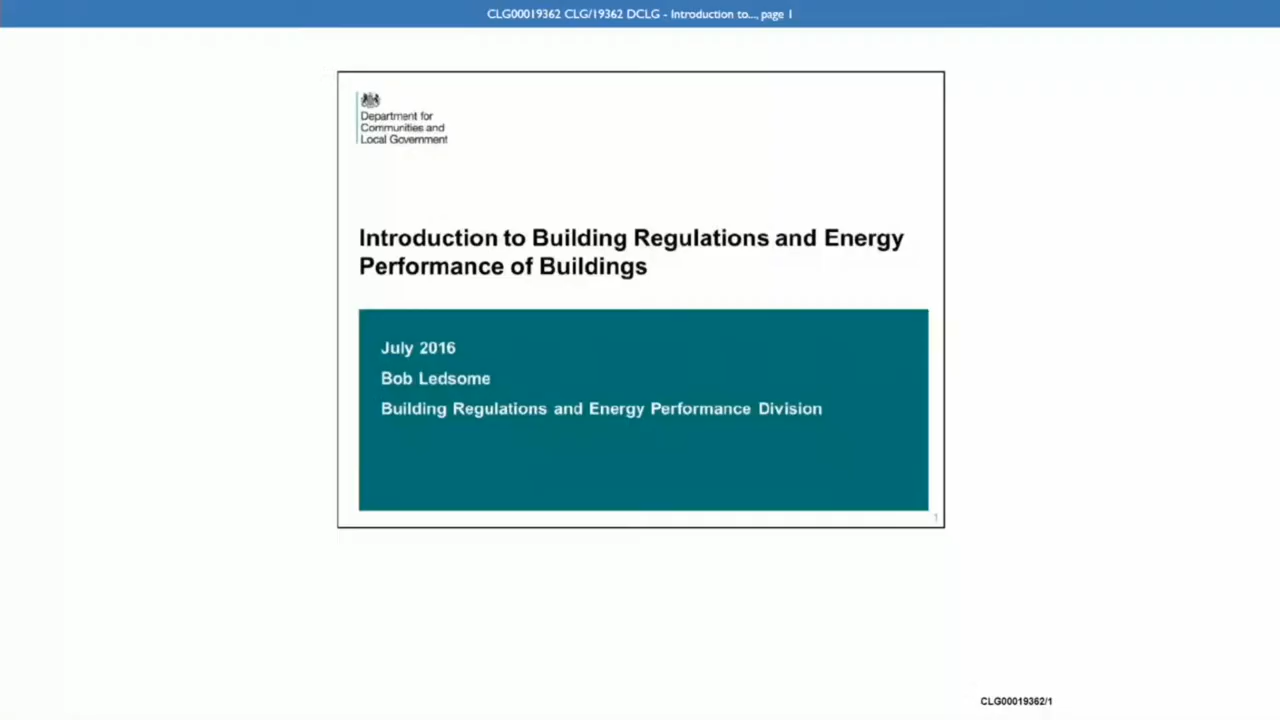 CLG00019362 CLG/19362 DCLG - Introduction to..., page 1
Department for
Communities and
Local Government
Introduction to Building Regulations and Energy
Performance of Buildings
July 2016
Bob Ledsome
Building Regulations and Energy Performance Division
1
CLG00019362/1